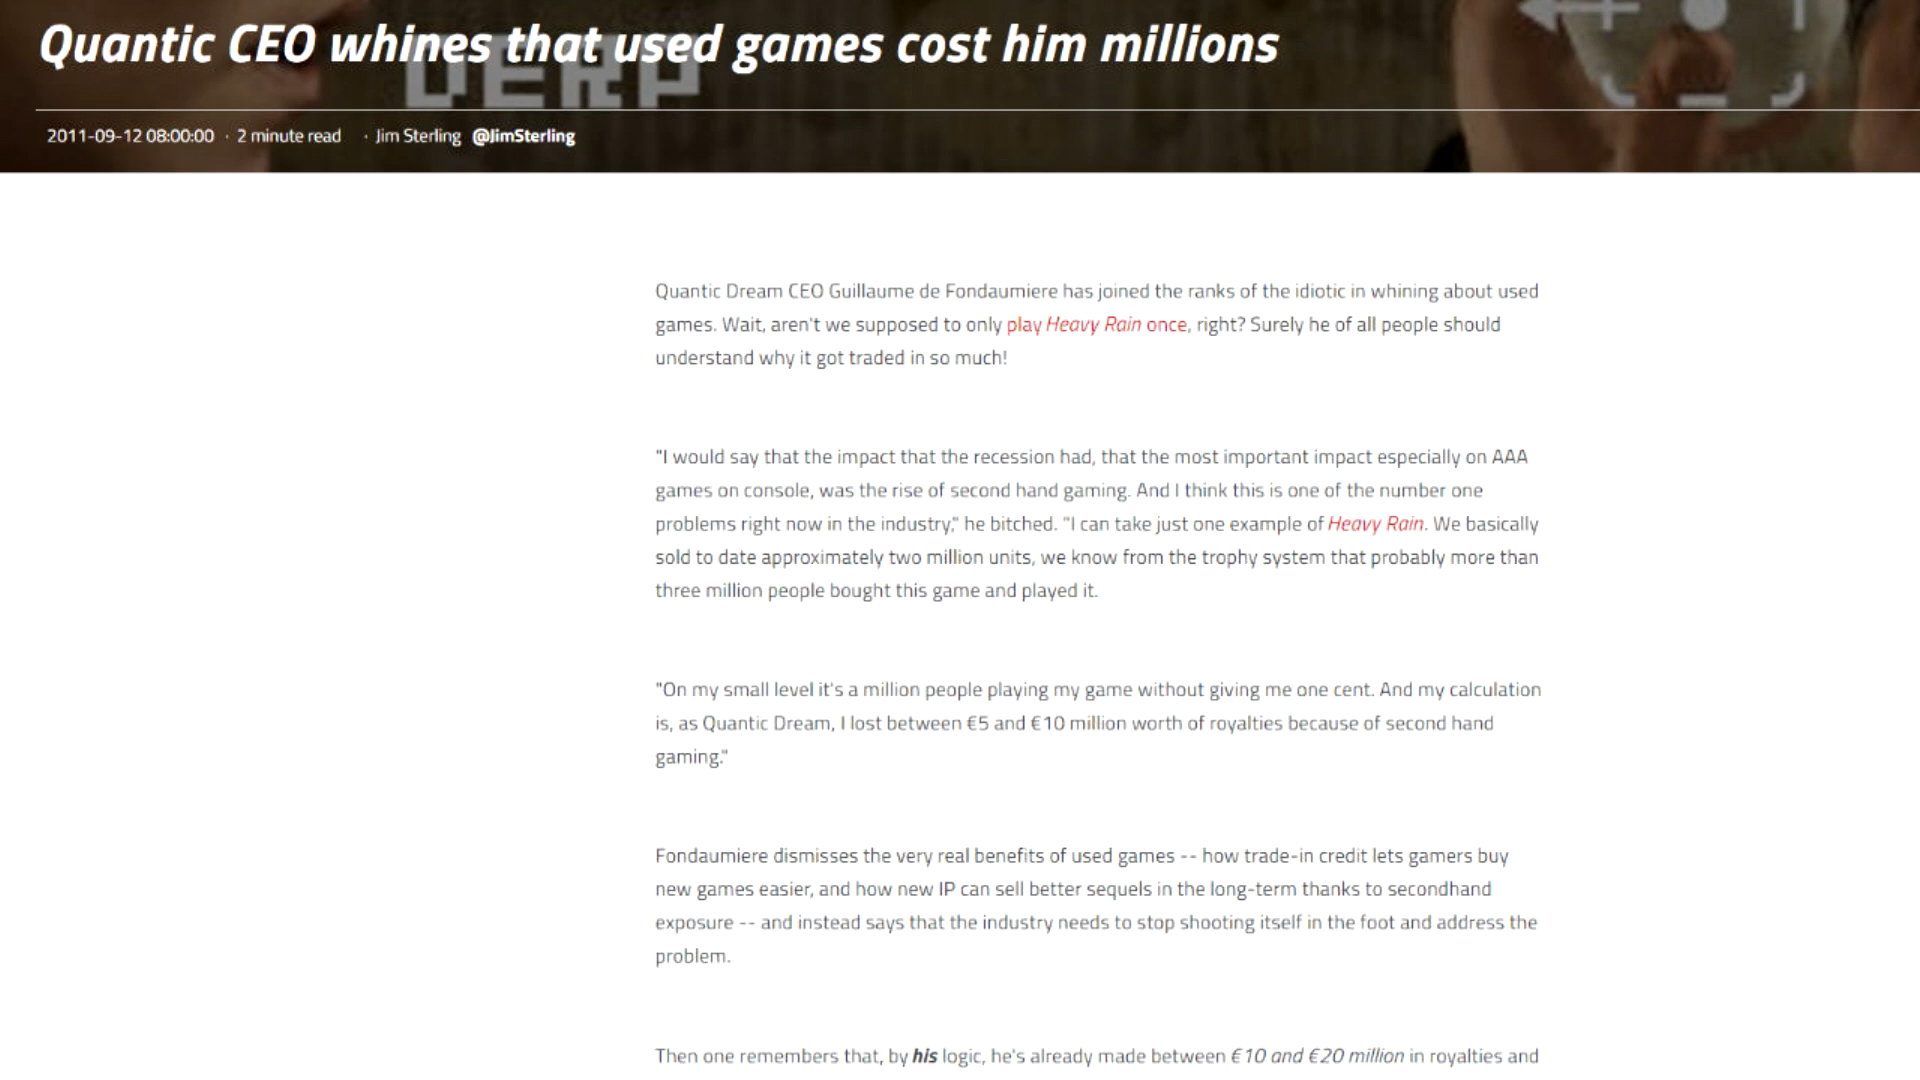 Quantic CEO whines that used games cost him millions
DERP
2011-09-12 08:00:00 · 2 minute read · Jim Sterling @JimSterling
Quantic Dream CEO Guillaume de Fondaumiere has joined the ranks of the idiotic in whining about used
games. Wait, aren't we supposed to only play Heavy Rain once, right? Surely he of all people should
understand why it got traded in so much!
"I would say that the impact that the recession had, that the most important impact especially on AAA
games on console, was the rise of second hand gaming. And I think this is one of the number one
problems right now in the industry," he bitched. "I can take just one example of Heavy Rain. We basically
sold to date approximately two million units, we know from the trophy system that probably more than
three million people bought this game and played it.
"On my small level it's a million people playing my game without giving me one cent. And my calculation
is, as Quantic Dream, I lost between €5 and €10 million worth of royalties because of second hand
gaming."
Fondaumiere dismisses the very real benefits of used games -- how trade-in credit lets gamers buy
new games easier, and how new IP can sell better sequels in the long-term thanks to secondhand
exposure -- and instead says that the industry needs to stop shooting itself in the foot and address the
problem.
Then one remembers that, by his logic, he's already made between €10 and €20 million in royalties and